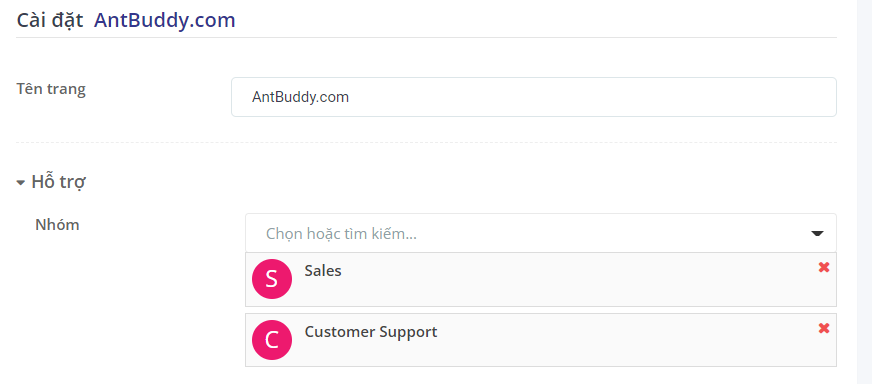 Cài đặt AntBuddy.com
Tên trang
AntBuddy.com
Hỗ trợ
Nhóm
Chọn hoặc tìm kiếm...
S Sales
C Customer Support